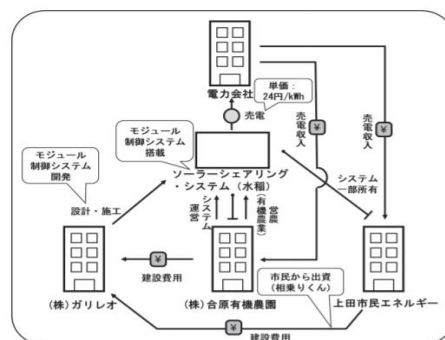 電力会社
単価：
24円/kWh
売電
モジュール
制御システム
搭載
売電収入
¥
売電収入
¥
モジュール
制御システム
開発
ソーラーシェアリング
・システム（水稲）
システム
一部所有
設計・施工
システム運営
営農
(有機農業)
¥
建設費用
市民から出資
（相乗りくん）
(株)ガリレオ
(株)合原有機農園
上田市民エネルギー
¥
建設費用